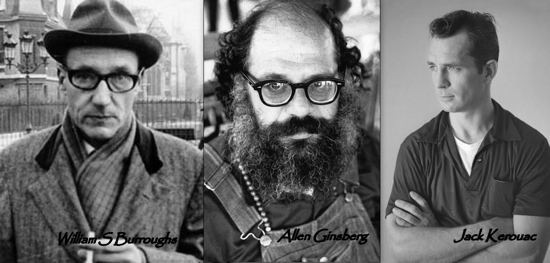 William S Burroughs
Allen Ginsberg
Jack Kerouac